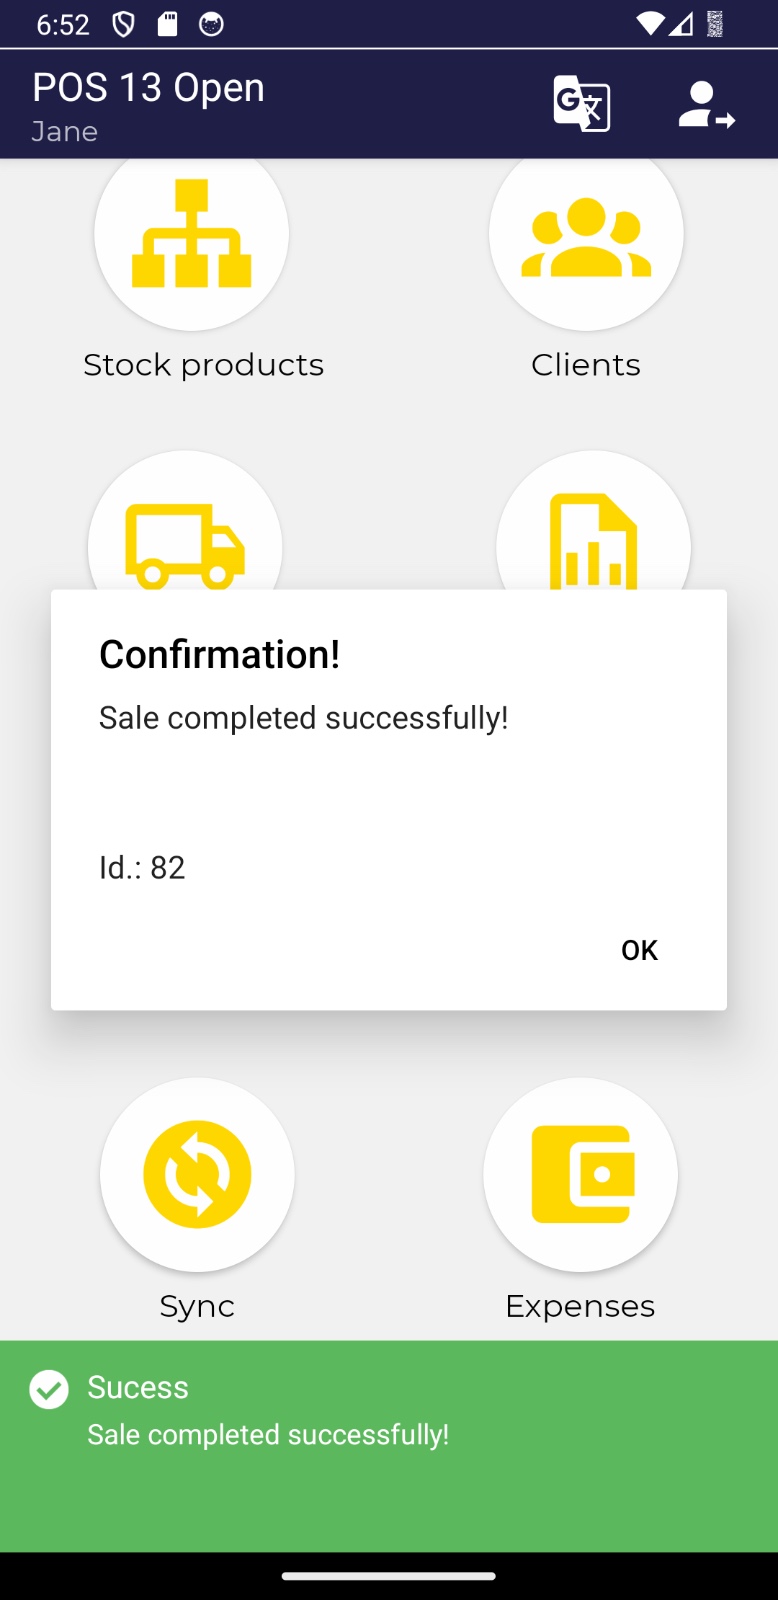 6:52
POS 13 Open
Jane
G
文
Stock products
Clients
Confirmation!
Sale completed successfully!
Id.: 82
OK
Sync
Expenses
Sucess
Sale completed successfully!